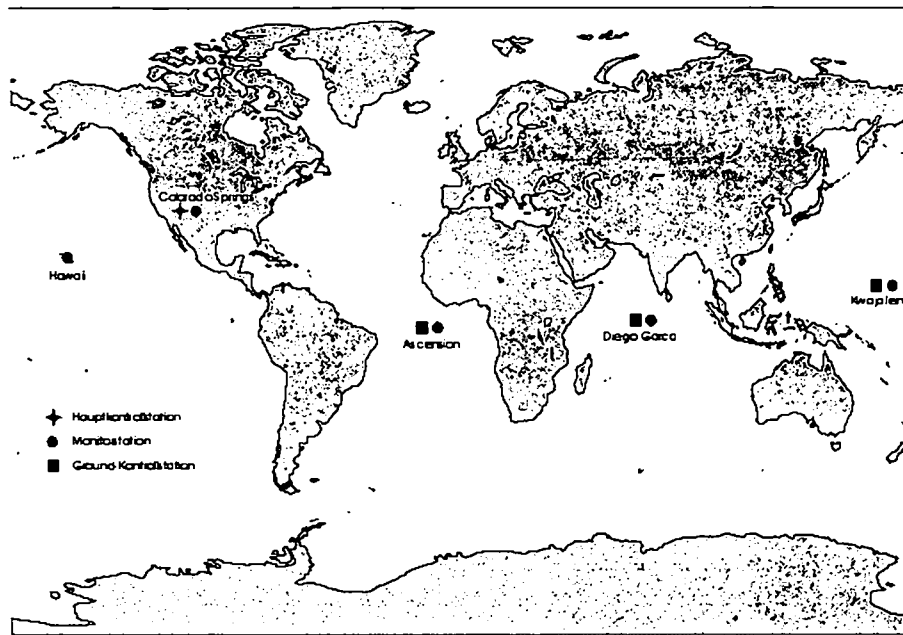 Colorado Springs
Hawaii
Ascension
Diego Garcia
Kwajalein
Hauptkontrollstation
Monitorstation
Ground-Kontrollstation